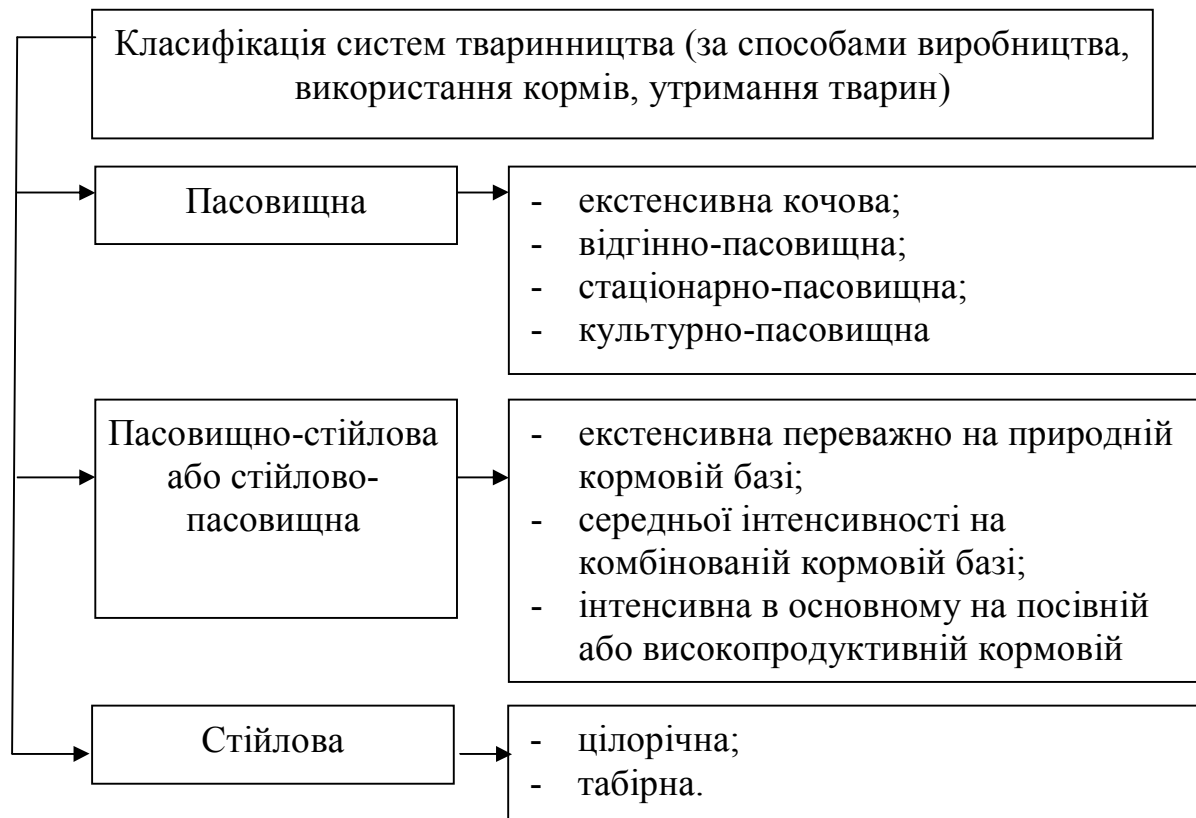 Класифікація систем тваринництва (за способами виробництва,
використання кормів, утримання тварин)
Пасовищна
- екстенсивна кочова;
- відгінно-пасовищна;
- стаціонарно-пасовищна;
- культурно-пасовищна
Пасовищно-стійлова
або стійлово-
пасовищна
- екстенсивна переважно на природній
кормовій базі;
- середньої інтенсивності на
комбінованій кормовій базі;
- інтенсивна в основному на посівній
або високопродуктивній кормовій
Стійлова
- цілорічна;
- табірна.